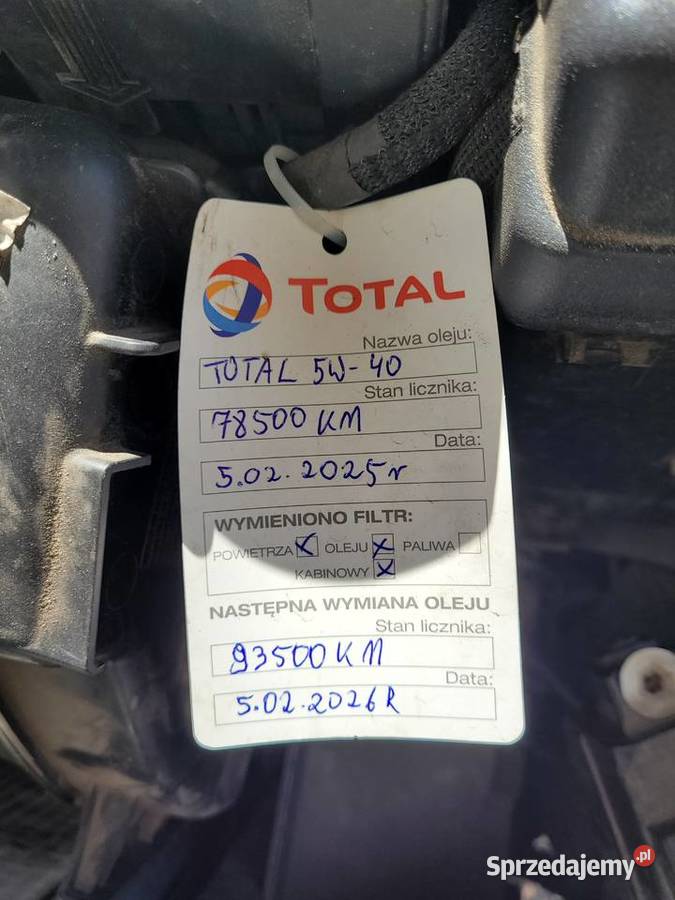 TOTAL
Nazwa oleju:
TOTAL 5W-40
Stan licznika:
78500 KM
Data:
5.02.2025r
WYMIENIONO FILTR:
POWIETRZA OLEJU PALIWA
KABINOWY
NASTĘPNA WYMIANA OLEJU
Stan licznika:
93500 KM
Data:
5.02.2026R
Sprzedajemy.pl